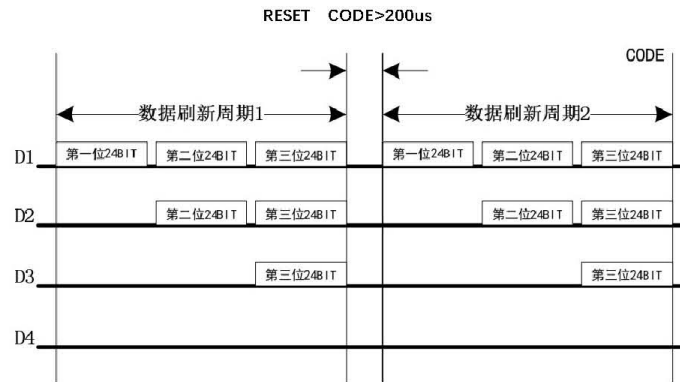 RESET CODE>200us
CODE
数据刷新周期1 数据刷新周期2
D1 第一位24BIT 第二位24BIT 第三位24BIT 第一位24BIT 第二位24BIT 第三位24BIT
D2 第二位24BIT 第三位24BIT 第二位24BIT 第三位24BIT
D3 第三位24BIT 第三位24BIT
D4